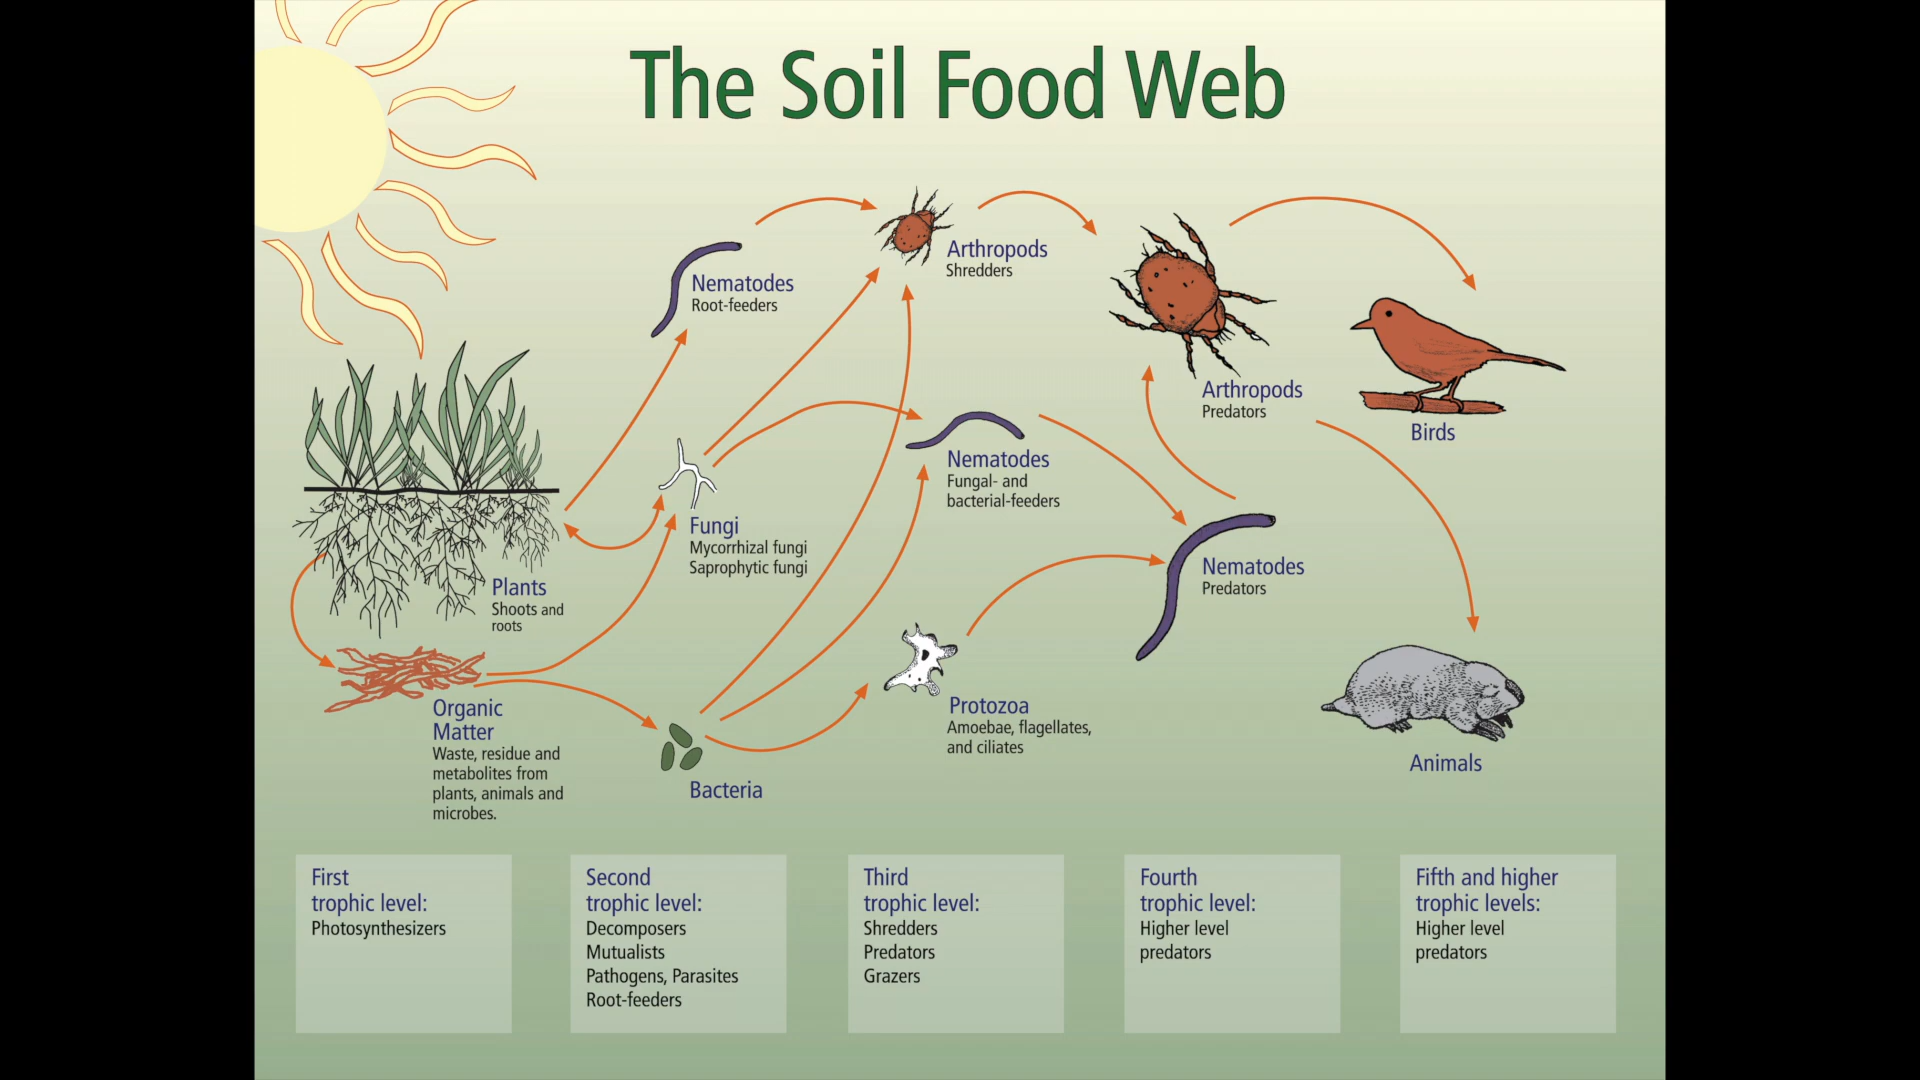 The Soil Food Web
Nematodes
Root-feeders
Arthropods
Shredders
Arthropods
Predators
Birds
Nematodes
Fungal- and
bacterial-feeders
Fungi
Mycorrhizal fungi
Saprophytic fungi
Nematodes
Predators
Plants
Shoots and
roots
Organic
Matter
Waste, residue and
metabolites from
plants, animals and
microbes.
Bacteria
Protozoa
Amoebae, flagellates,
and ciliates
Animals
First
trophic level:
Photosynthesizers
Second
trophic level:
Decomposers
Mutualists
Pathogens, Parasites
Root-feeders
Third
trophic level:
Shredders
Predators
Grazers
Fourth
trophic level:
Higher level
predators
Fifth and higher
trophic levels:
Higher level
predators